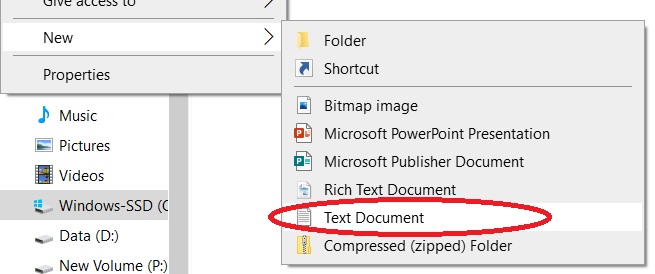 Give access to
New
Properties
Music
Pictures
Videos
Windows-SSD (C
Data (D:)
New Volume (P:)
Folder
Shortcut
Bitmap image
Microsoft PowerPoint Presentation
Microsoft Publisher Document
Rich Text Document
Text Document
Compressed (zipped) Folder